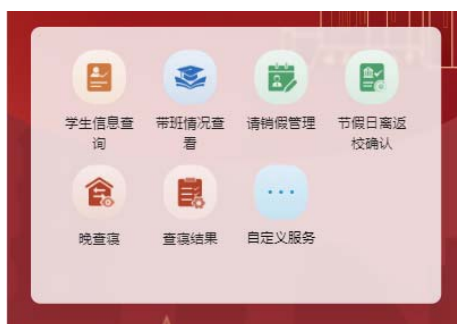 学生信息查询
带班情况查看
请销假管理
节假日离返校确认
晚查寝
查寝结果
自定义服务